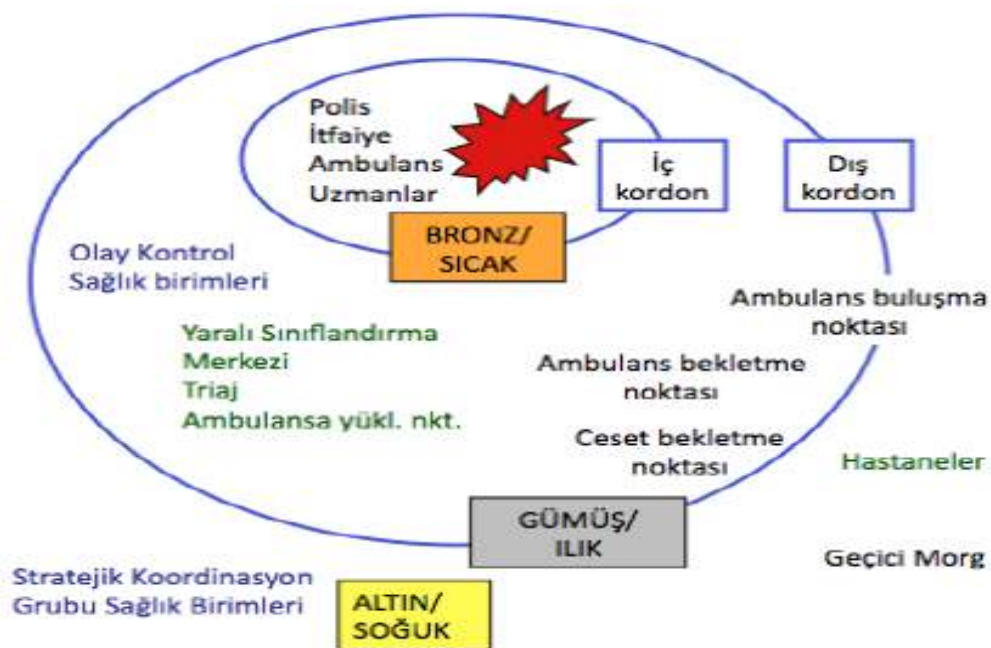 Polis
İtfaiye
Ambulans
Uzmanlar
İç
kordon
Dış
kordon
BRONZ/
SICAK
Olay Kontrol
Sağlık birimleri
Ambulans buluşma
noktası
Yaralı Sınıflandırma
Merkezi
Triaj
Ambulansa yükl. nkt.
Ambulans bekletme
noktası
Ceset bekletme
noktası
Hastaneler
GÜMÜŞ/
ILIK
Geçici Morg
Stratejik Koordinasyon
Grubu Sağlık Birimleri
ALTIN/
SOĞUK